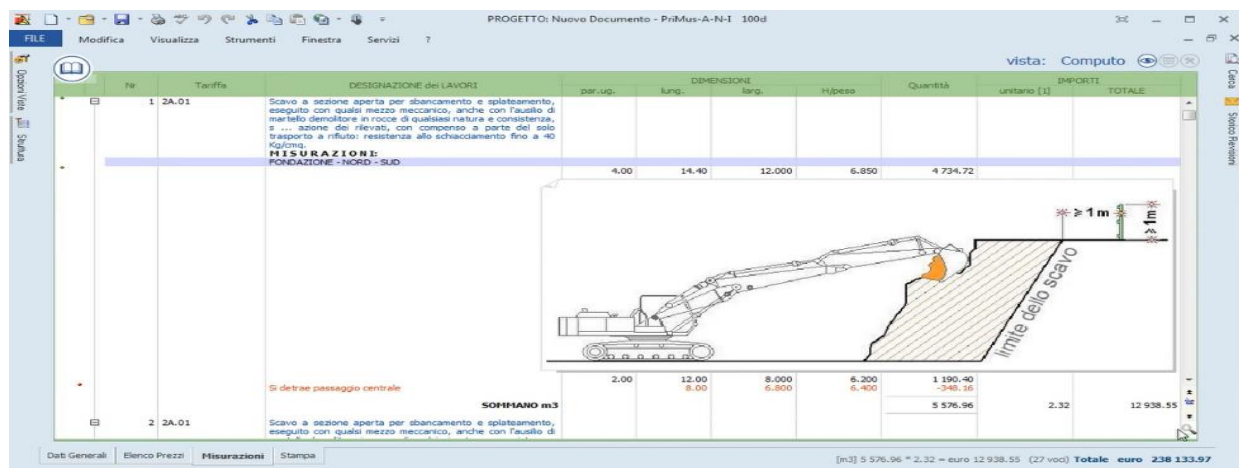 PROGETTO: Nuovo Documento - PriMus-A-N-I 100d
FILE Modifica Visualizza Strumenti Finestra Servizi ?
vista: Computo
Opzioni Viste
Struttura
Cerca
Storico Revisioni
Nr Tariffa DESIGNAZIONE dei LAVORI DIMENSIONI Quantità IMPORTI
par.ug. lung. larg. H/peso unitario [1] TOTALE
1 2A.01 Scavo a sezione aperta per sbancamento e splateamento,
eseguito con qualsi mezzo meccanico, anche con l'ausilio di
martello demolitore in rocce di qualsiasi natura e consistenza,
s ... azione dei rilevati, con compenso a parte del solo
trasporto a rifiuto: resistenza allo schiacciamento fino a 40
Kg/cmq.
MISURAZIONI:
FONDAZIONE - NORD - SUD
4.00 14.40 12.000 6.850 4 734.72
≥ 1 m
1m
limite dello scavo
2.00 12.00 8.000 6.200 1 190.40
Si detrae passaggio centrale 8.00 6.800 6.400 -348.16
SOMMANO m3 5 576.96 2.32 12 938.55
2 2A.01 Scavo a sezione aperta per sbancamento e splateamento,
eseguito con qualsi mezzo meccanico, anche con l'ausilio di
Dati Generali Elenco Prezzi Misurazioni Stampa
[m3] 5 576.96 * 2.32 = euro 12 938.55 (27 voci) Totale euro 238 133.97